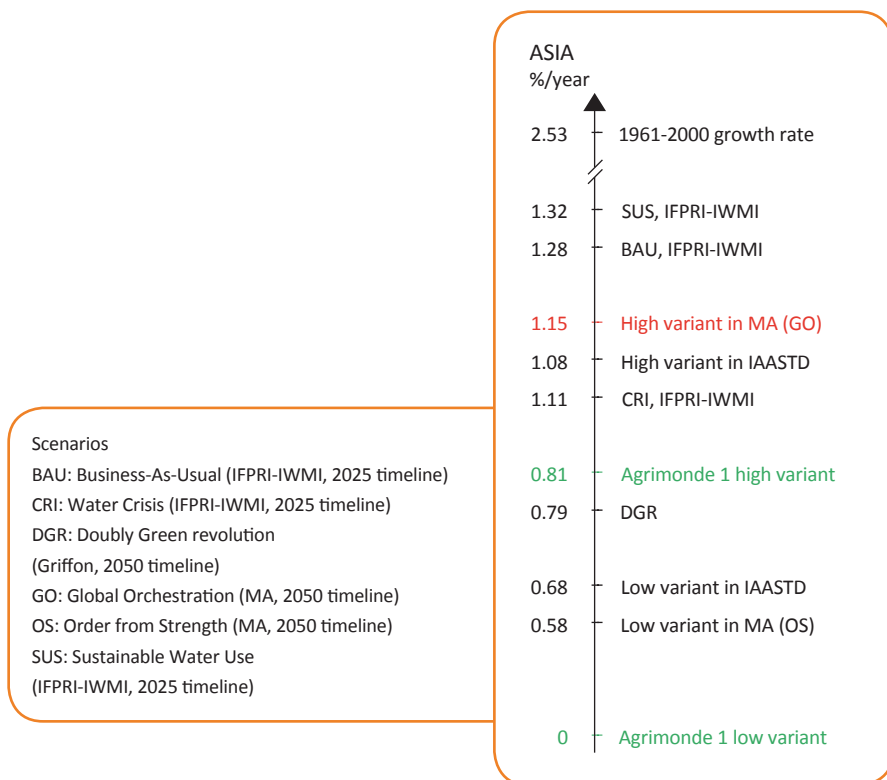 ASIA
%/year
2.53 1961-2000 growth rate
1.32 SUS, IFPRI-IWMI
1.28 BAU, IFPRI-IWMI
1.15 High variant in MA (GO)
1.08 High variant in IAASTD
1.11 CRI, IFPRI-IWMI
0.81 Agrimonde 1 high variant
0.79 DGR
0.68 Low variant in IAASTD
0.58 Low variant in MA (OS)
0 Agrimonde 1 low variant
Scenarios
BAU: Business-As-Usual (IFPRI-IWMI, 2025 timeline)
CRI: Water Crisis (IFPRI-IWMI, 2025 timeline)
DGR: Doubly Green revolution
(Griffon, 2050 timeline)
GO: Global Orchestration (MA, 2050 timeline)
OS: Order from Strength (MA, 2050 timeline)
SUS: Sustainable Water Use
(IFPRI-IWMI, 2025 timeline)